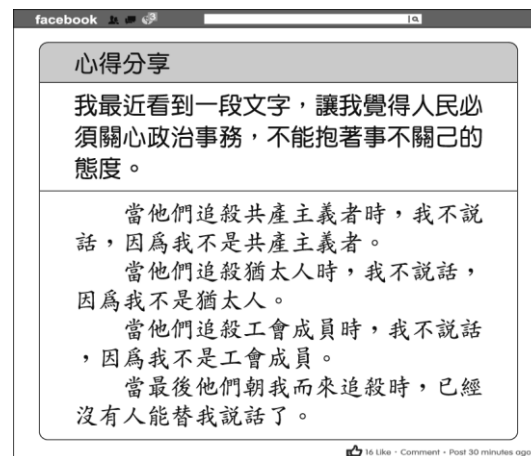 facebook
心得分享
我最近看到一段文字，讓我覺得人民必
須關心政治事務，不能抱著事不關己的
態度。
當他們追殺共產主義者時，我不說
話，因為我不是共產主義者。
當他們追殺猶太人時，我不說話，
因為我不是猶太人。
當他們追殺工會成員時，我不說話
，因為我不是工會成員。
當最後他們朝我而來追殺時，已經
沒有人能替我說話了。
16 Like · Comment · Post 30 minutes ago